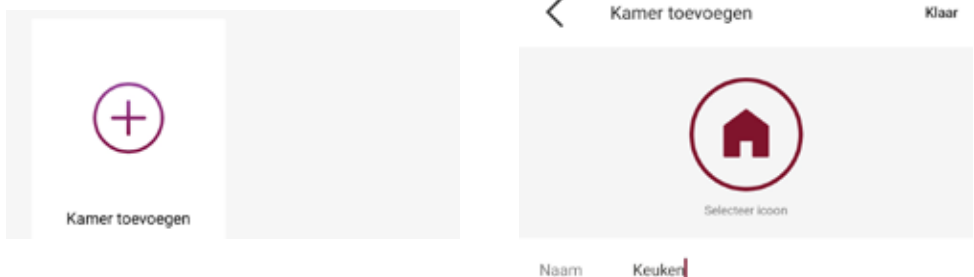 Kamer toevoegen
Kamer toevoegen Klaar
Selecteer icoon
Naam Keuken